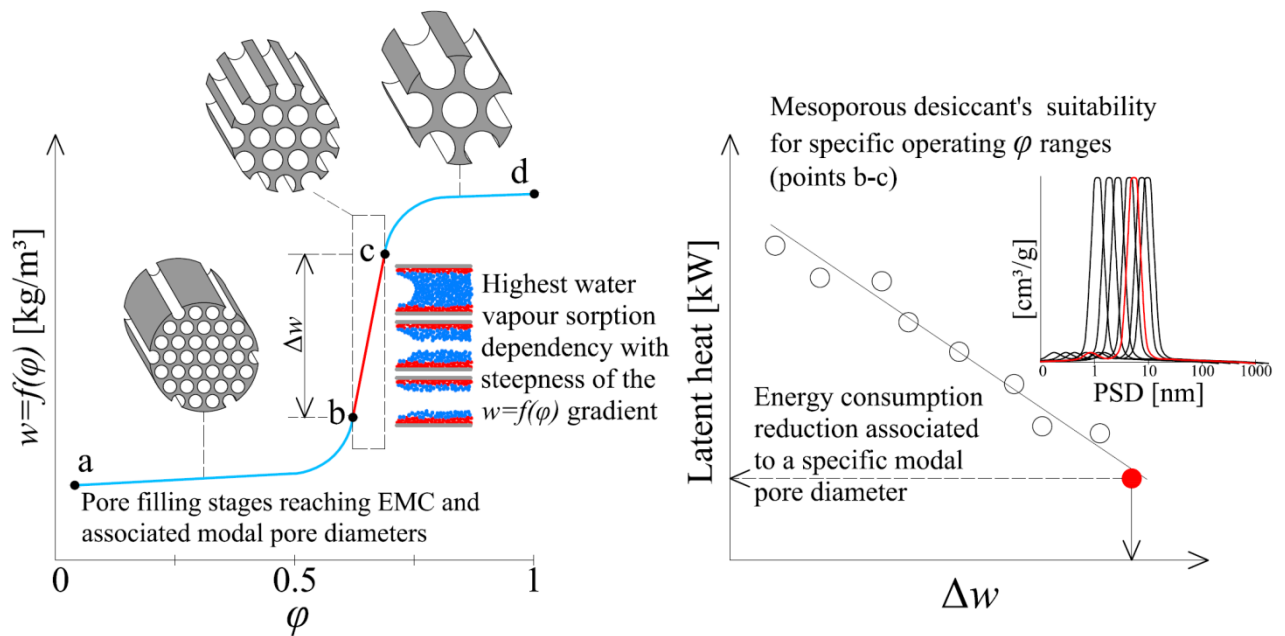 w=f(φ) [kg/m³]
a
b
c
d
Δw
Highest water
vapour sorption
dependency with
steepness of the
w=f(φ) gradient
Pore filling stages reaching EMC and
associated modal pore diameters
0
0.5
1
φ
Mesoporous desiccant's suitability
for specific operating φ ranges
(points b-c)
Latent heat [kW]
[cm³/g]
0
1
10
100
1000
PSD [nm]
Energy consumption
reduction associated
to a specific modal
pore diameter
Δw